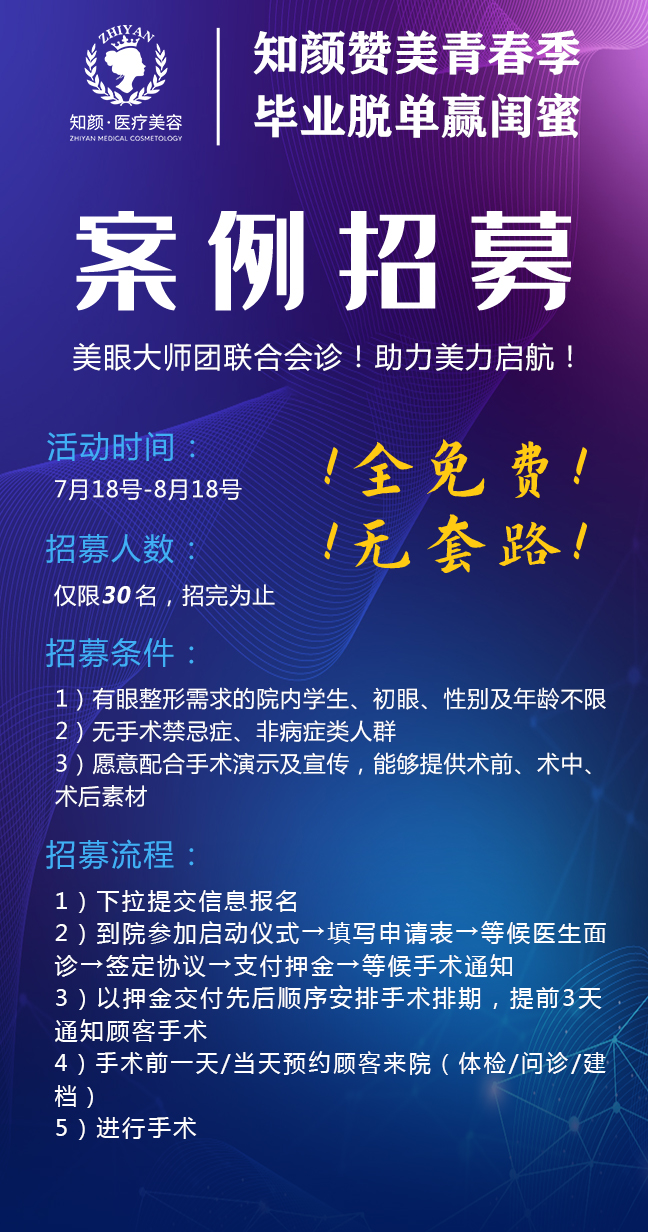 ZHIYAN
知颜·医疗美容
ZHIYAN MEDICAL COSMETOLOGY
知颜赞美青春季
毕业脱单赢闺蜜
案例招募
美眼大师团联合会诊！助力美力启航！
活动时间：
7月18号-8月18号
！全免费！
！无套路！
招募人数：
仅限30名，招完为止
招募条件：
1）有眼整形需求的院内学生、初眼、性别及年龄不限
2）无手术禁忌症、非病症类人群
3）愿意配合手术演示及宣传，能够提供术前、术中、
术后素材
招募流程：
1）下拉提交信息报名
2）到院参加启动仪式→填写申请表→等候医生面
诊→签定协议→支付押金→等候手术通知
3）以押金交付先后顺序安排手术排期，提前3天
通知顾客手术
4）手术前一天/当天预约顾客来院（体检/问诊/建
档）
5）进行手术